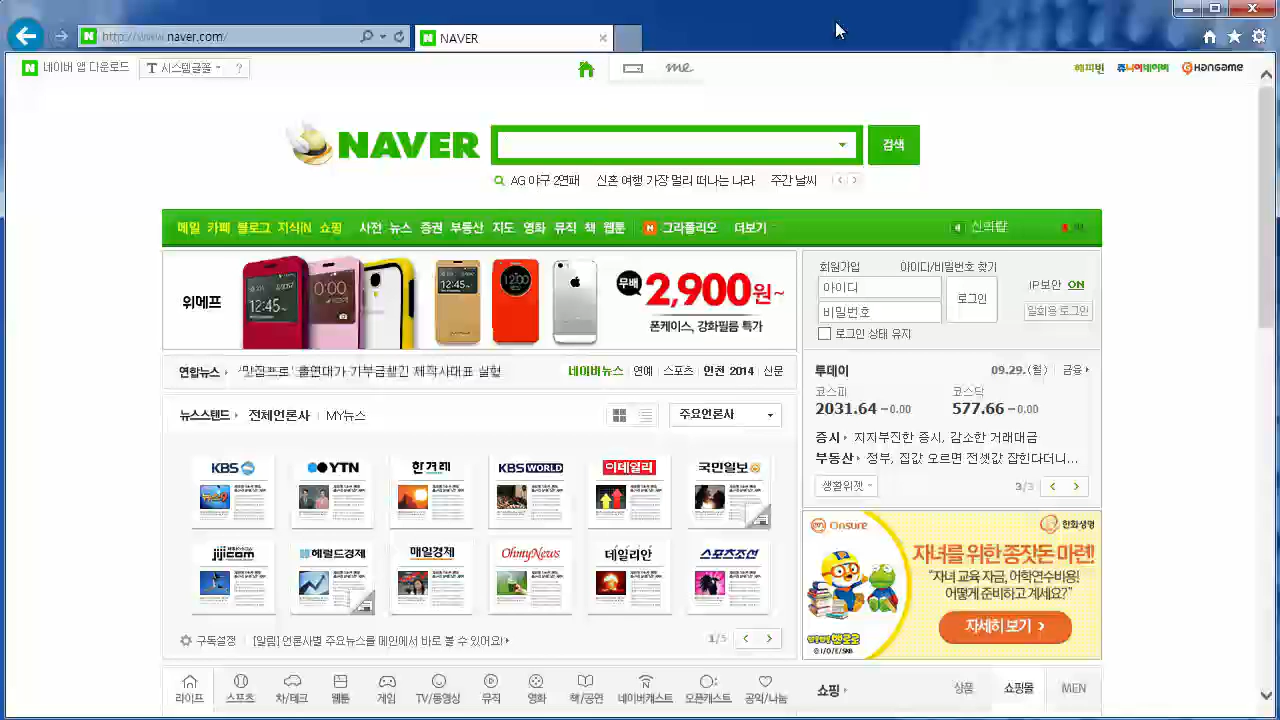 http://www.naver.com/
NAVER
네이버 앱 다운로드
T 시스템글꼴
?
me
해피빈
쥬니어네이버
HANGAME
NAVER
검색
AG 야구 2연패 신혼 여행 가장 멀리 떠나는 나라 주간 날씨
메일 카페 블로그 지식iN 쇼핑 사전 뉴스 증권 부동산 지도 영화 뮤직 책 웹툰 그라폴리오 더보기
위메프
12:45
0:00
12:45
12:00
무배 2,900원~
폰케이스, 강화필름 특가
회원가입 아이디/비밀번호 찾기
아이디
비밀번호
로그인
IP보안 ON
일회용 로그인
로그인 상태 유지
연합뉴스
네이버뉴스 연예 스포츠 인천 2014 신문
투데이 09.29.(월) 금융
코스피 코스닥
2031.64 −0.00 577.66 −0.00
증시 지지부진한 증시, 감소한 거래대금
부동산 정부, 집값 오르면 전셋값 잡힌다더니...
생활위젯
3/3
뉴스스탠드 전체언론사 MY뉴스
주요언론사
KBS YTN 한겨레 KBS WORLD 이데일리 국민일보
jijicom 헤럴드경제 매일경제 OhmyNews 데일리안 스포츠조선
구독설정 [알림] 언론사별 주요뉴스를 메인에서 바로 볼 수 있어요!
1/5
Onsure
한화생명
자녀를 위한 종잣돈 마련!
“자녀 교육 자금, 어학연수비용!
어떻게 준비하고 계세요?”
자세히 보기
© I/O/E/SKB
라이프 스포츠 차/테크 웹툰 게임 TV/동영상 뮤직 영화 책/공연 네이버캐스트 오픈캐스트 공익/나눔
쇼핑 상품 쇼핑몰 MEN